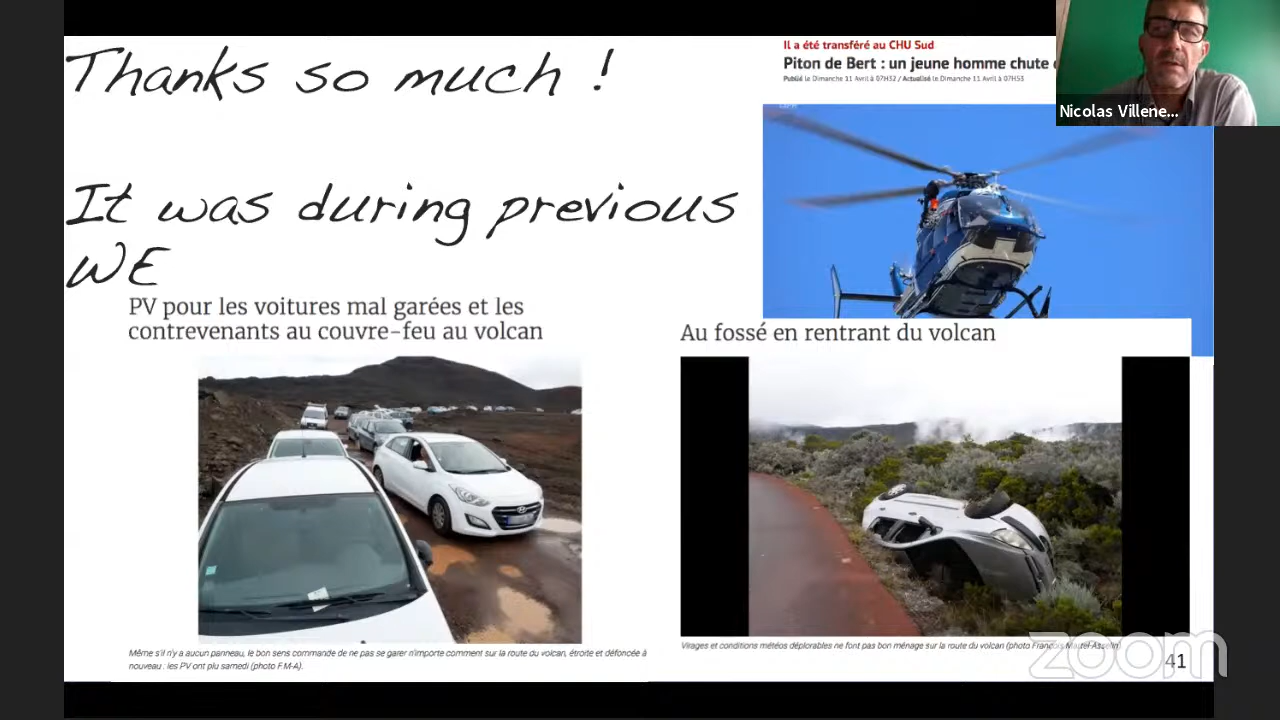 Thanks so much !
It was during previous
WE
Il a été transféré au CHU Sud
Piton de Bert : un jeune homme chute
Publié le Dimanche 11 Avril à 07H32 / Actualisé le Dimanche 11 Avril à 07H53
Nicolas Villene...
PV pour les voitures mal garées et les
contrevenants au couvre-feu au volcan
Au fossé en rentrant du volcan
Même s'il n'y a aucun panneau, le bon sens commande de ne pas se garer n'importe comment sur la route du volcan, étroite et défoncée à
nouveau : les PV ont plu samedi (photo F.M-A).
Virages et conditions météos déplorables ne font pas bon ménage sur la route du volcan (photo François Martel-Asselin)
zoom
41